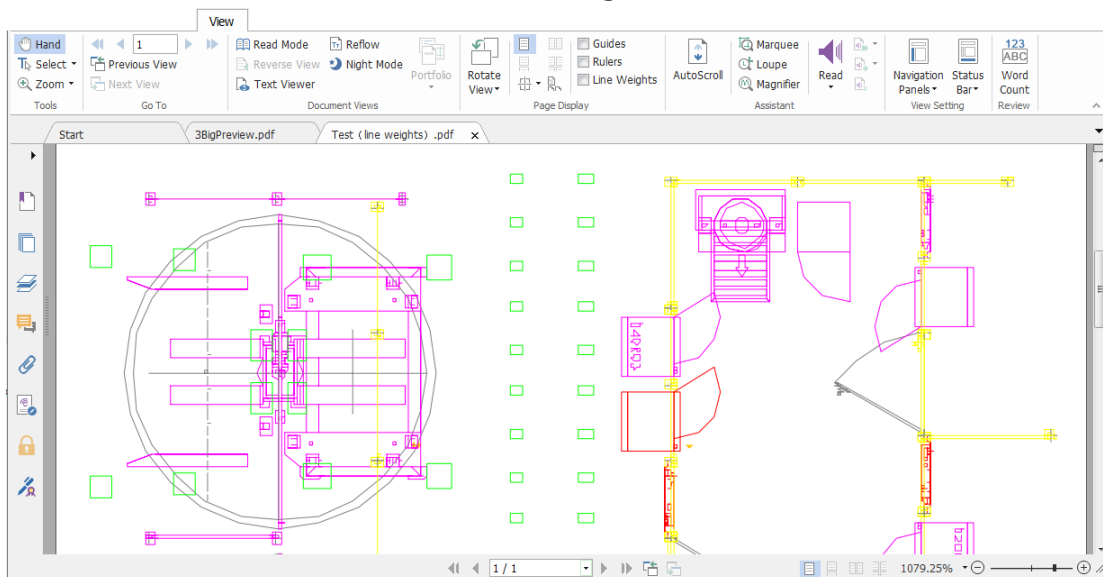 View
Hand
Select
Zoom
Tools
1
Previous View
Next View
Go To
Read Mode
Reverse View
Text Viewer
Reflow
Night Mode
Portfolio
Document Views
Rotate
View
Guides
Rulers
Line Weights
Page Display
AutoScroll
Marquee
Loupe
Magnifier
Read
Assistant
Navigation
Panels
Status
Bar
View Setting
123
ABC
Word
Count
Review
Start
3BigPreview.pdf
Test (line weights) .pdf
1 / 1
1079.25%